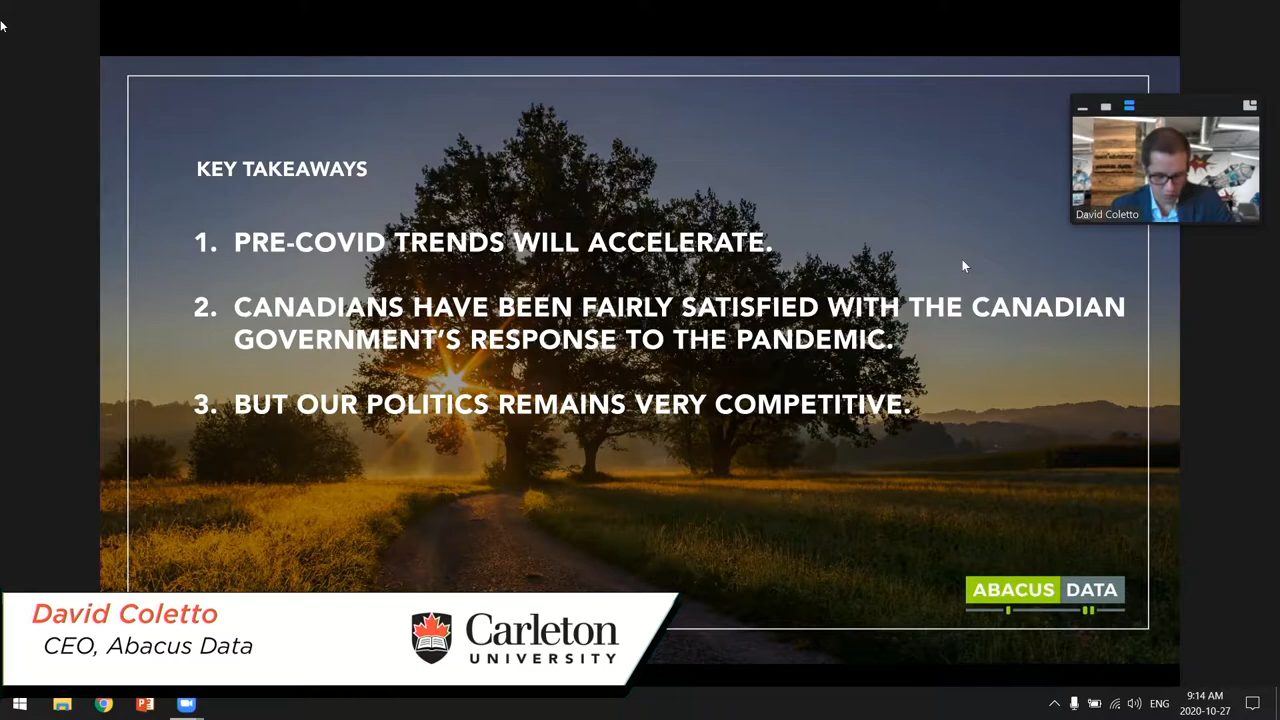 KEY TAKEAWAYS
1. PRE-COVID TRENDS WILL ACCELERATE.
2. CANADIANS HAVE BEEN FAIRLY SATISFIED WITH THE CANADIAN
GOVERNMENT'S RESPONSE TO THE PANDEMIC.
3. BUT OUR POLITICS REMAINS VERY COMPETITIVE.
David Coletto
ABACUS DATA
David Coletto
CEO, Abacus Data
Carleton
UNIVERSITY
ENG
9:14 AM
2020-10-27